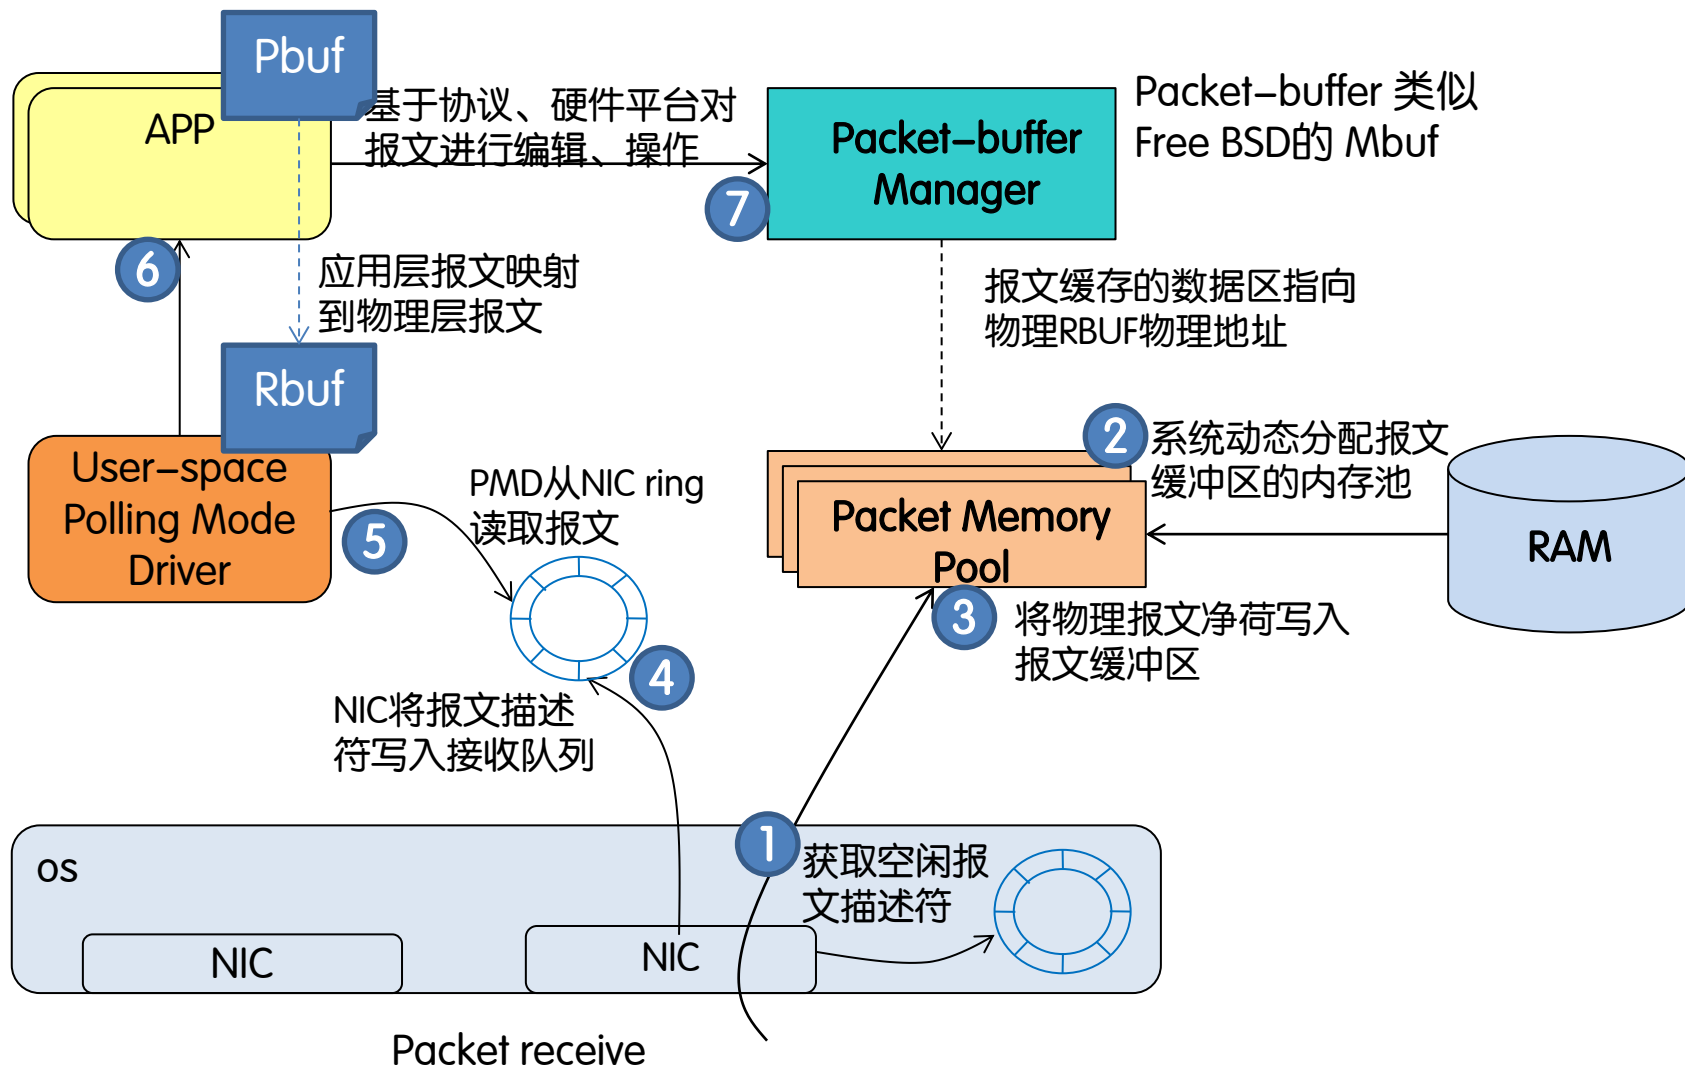 Pbuf
APP
基于协议、硬件平台对
报文进行编辑、操作
Packet-buffer
Manager
Packet-buffer 类似
Free BSD的 Mbuf
7
6
应用层报文映射
到物理层报文
报文缓存的数据区指向
物理RBUF物理地址
Rbuf
User-space
Polling Mode
Driver
PMD从NIC ring
读取报文
5
2
系统动态分配报文
缓冲区的内存池
Packet Memory
Pool
RAM
3
将物理报文净荷写入
报文缓冲区
4
NIC将报文描述
符写入接收队列
os
1
获取空闲报
文描述符
NIC
NIC
Packet receive